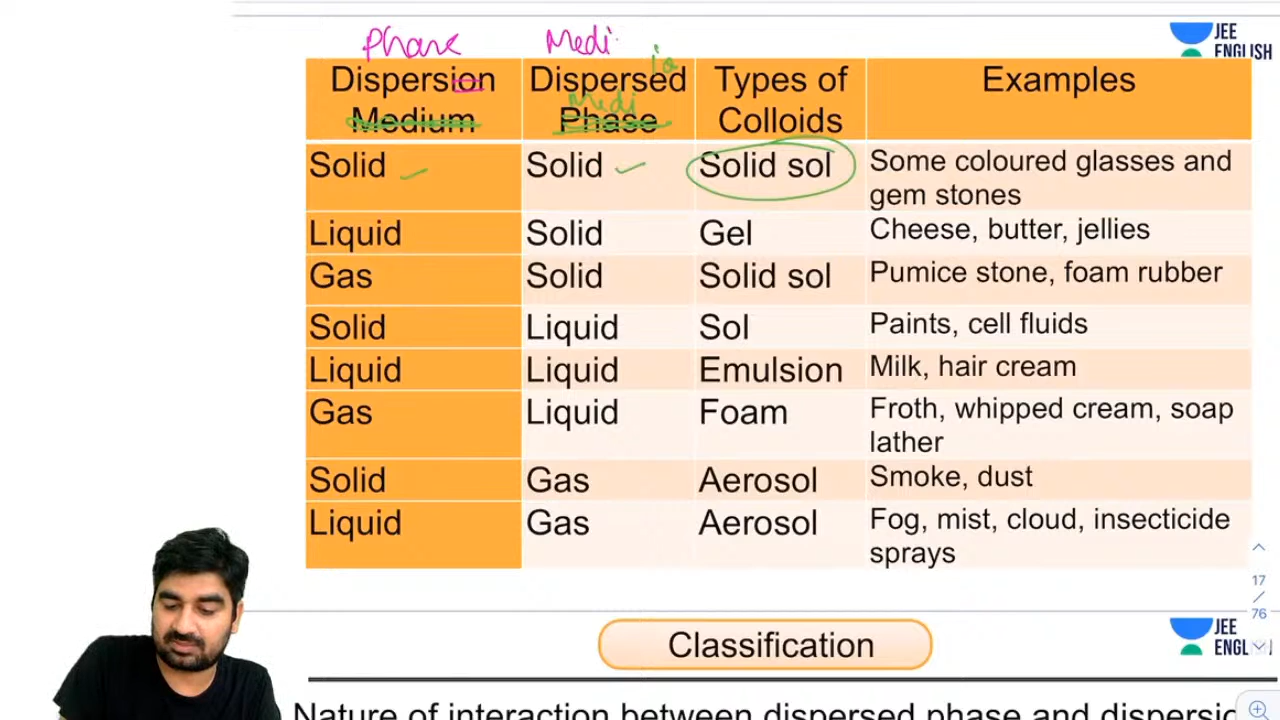 Phase Medi
JEE
ENGLISH
Dispersion Dispersed Types of Examples
Medium Medi Phase Colloids
Solid Solid Solid sol Some coloured glasses and
gem stones
Liquid Solid Gel Cheese, butter, jellies
Gas Solid Solid sol Pumice stone, foam rubber
Solid Liquid Sol Paints, cell fluids
Liquid Liquid Emulsion Milk, hair cream
Gas Liquid Foam Froth, whipped cream, soap
lather
Solid Gas Aerosol Smoke, dust
Liquid Gas Aerosol Fog, mist, cloud, insecticide
sprays
17
/
76
Classification
JEE
ENGL
Nature of interaction between dispersed phase and dispersic